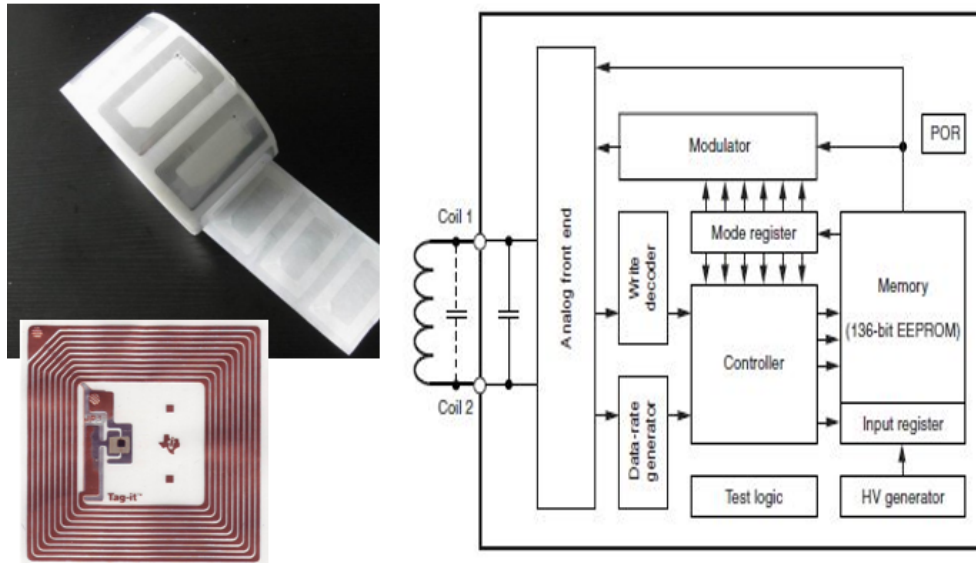 POR
Modulator
Coil 1
Mode register
Write
decoder
Analog front end
Memory
(136-bit EEPROM)
Controller
Coil 2
Data-rate
generator
Input register
Test logic
HV generator
Tag-it™